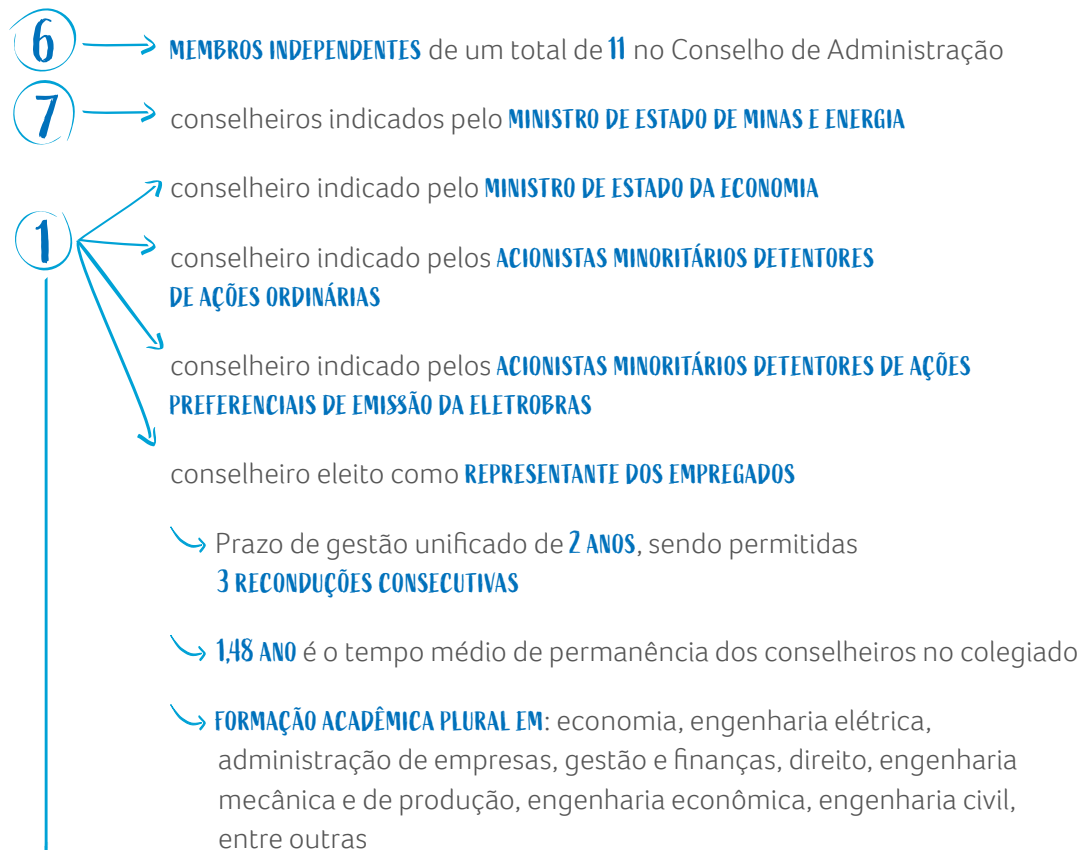 6 MEMBROS INDEPENDENTES de um total de 11 no Conselho de Administração
7 conselheiros indicados pelo MINISTRO DE ESTADO DE MINAS E ENERGIA
conselheiro indicado pelo MINISTRO DE ESTADO DA ECONOMIA
1
conselheiro indicado pelos ACIONISTAS MINORITÁRIOS DETENTORES
DE AÇÕES ORDINÁRIAS
conselheiro indicado pelos ACIONISTAS MINORITÁRIOS DETENTORES DE AÇÕES
PREFERENCIAIS DE EMISSÃO DA ELETROBRAS
conselheiro eleito como REPRESENTANTE DOS EMPREGADOS
Prazo de gestão unificado de 2 ANOS, sendo permitidas
3 RECONDUÇÕES CONSECUTIVAS
1,48 ANO é o tempo médio de permanência dos conselheiros no colegiado
FORMAÇÃO ACADÊMICA PLURAL EM: economia, engenharia elétrica,
administração de empresas, gestão e finanças, direito, engenharia
mecânica e de produção, engenharia econômica, engenharia civil,
entre outras